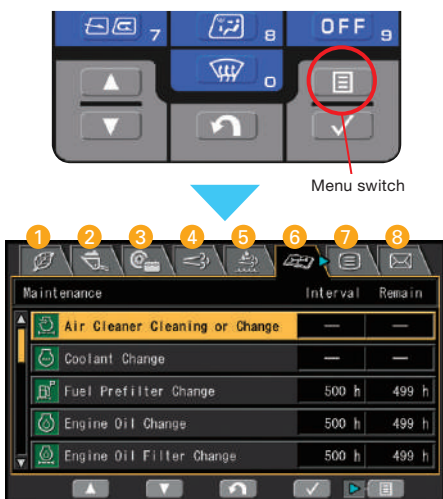 7
8
OFF 9
0
Menu switch
1 2 3 4 5 6 7 8
Maintenance Interval Remain
Air Cleaner Cleaning or Change — —
Coolant Change — —
Fuel Prefilter Change 500 h 499 h
Engine Oil Change 500 h 499 h
Engine Oil Filter Change 500 h 499 h